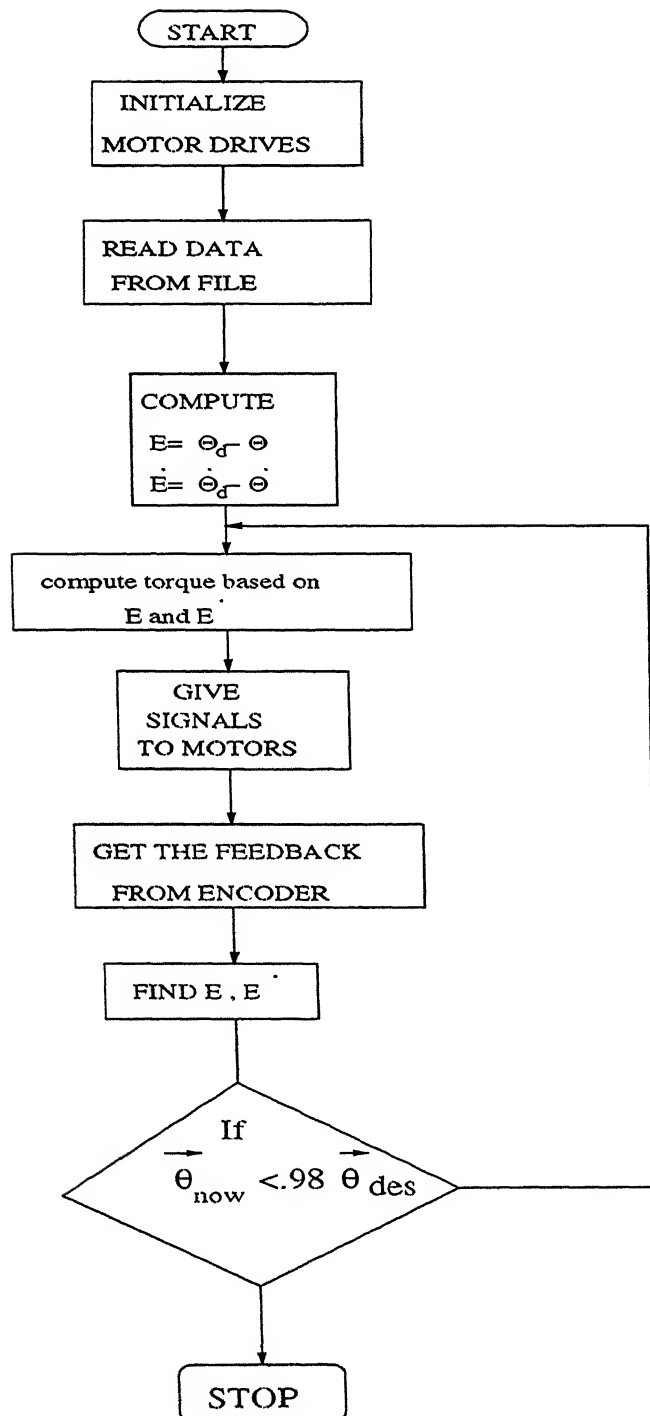 START
INITIALIZE
MOTOR DRIVES
READ DATA
FROM FILE
COMPUTE
E= Θd- Θ
Ė= Θ̇d- Θ̇
compute torque based on
E and Ė
GIVE
SIGNALS
TO MOTORS
GET THE FEEDBACK
FROM ENCODER
FIND E , Ė
If
θ⃗now <.98 θ⃗des
STOP